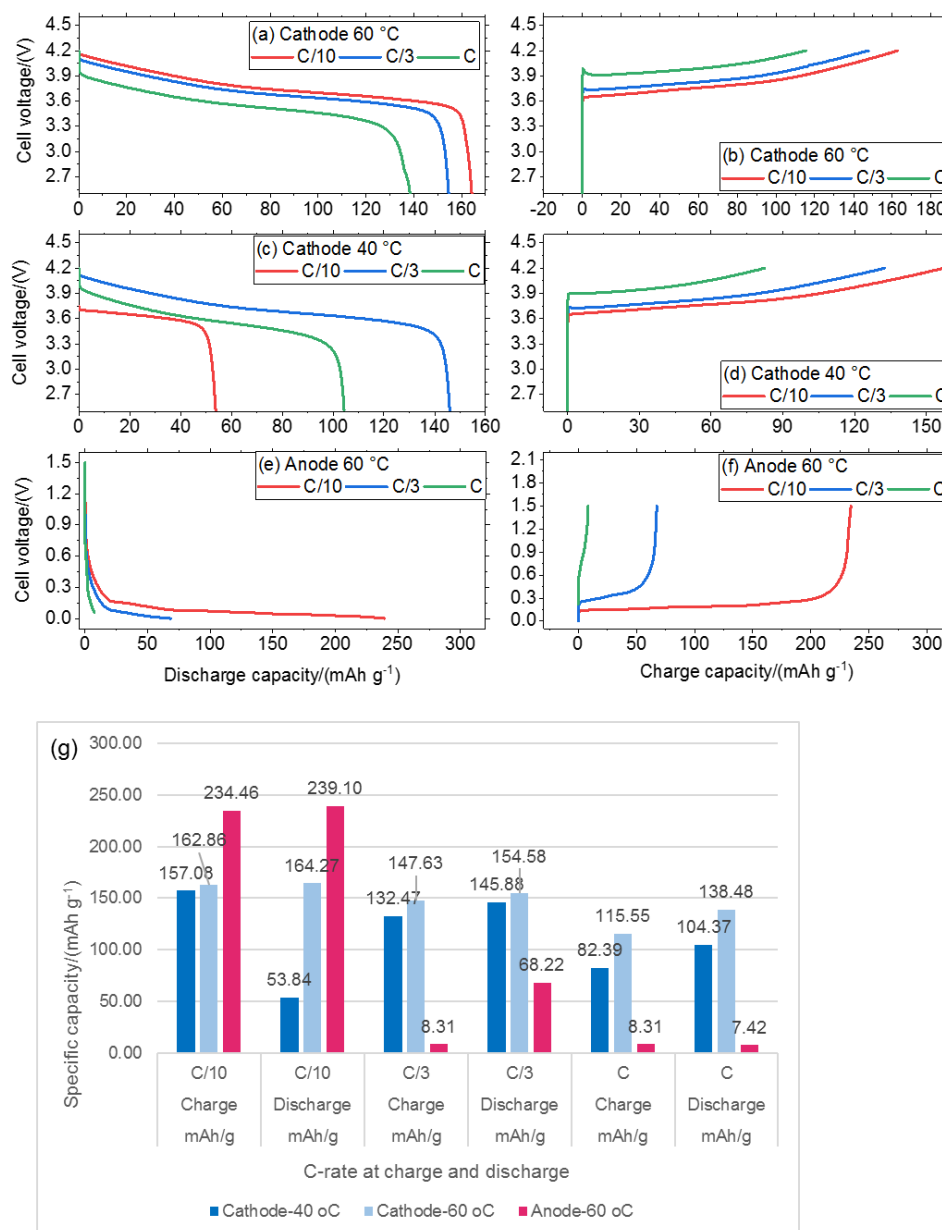 (a) Cathode 60 °C
C/10 C/3 C
Cell voltage/(V)
4.5
4.2
3.9
3.6
3.3
3.0
2.7
0 20 40 60 80 100 120 140 160
(b) Cathode 60 °C
C/10 C/3 C
4.5
4.2
3.9
3.6
3.3
3.0
2.7
-20 0 20 40 60 80 100 120 140 160 180
(c) Cathode 40 °C
C/10 C/3 C
Cell voltage/(V)
4.5
4.2
3.9
3.6
3.3
3.0
2.7
0 20 40 60 80 100 120 140 160
(d) Cathode 40 °C
C/10 C/3 C
4.5
4.2
3.9
3.6
3.3
3.0
2.7
0 30 60 90 120 150
(e) Anode 60 °C
C/10 C/3 C
Cell voltage/(V)
1.5
1.2
0.9
0.6
0.3
0.0
0 50 100 150 200 250 300
Discharge capacity/(mAh g⁻¹)
(f) Anode 60 °C
C/10 C/3 C
2.1
1.8
1.5
1.2
0.9
0.6
0.3
0.0
0 50 100 150 200 250 300
Charge capacity/(mAh g⁻¹)
(g)
Specific capacity/(mAh g⁻¹)
300.00
250.00
200.00
150.00
100.00
50.00
0.00
157.08 162.86 234.46
53.84 164.27 239.10
132.47 147.63 8.31
145.88 154.58 68.22
82.39 115.55 8.31
104.37 138.48 7.42
C/10 C/10 C/3 C/3 C C
Charge Discharge Charge Discharge Charge Discharge
mAh/g mAh/g mAh/g mAh/g mAh/g mAh/g
C-rate at charge and discharge
Cathode-40 oC Cathode-60 oC Anode-60 oC